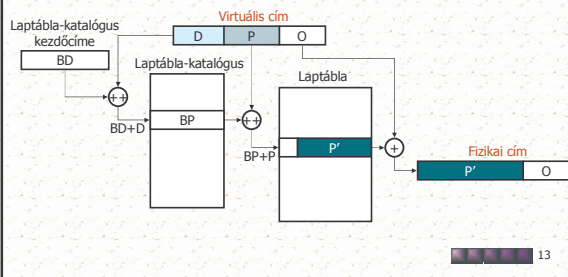 Virtuális cím
Laptábla-katalógus
kezdőcíme
D P O
BD
Laptábla-katalógus
Laptábla
++
BD+D
BP
++
BP+P
P’
+
Fizikai cím
P’ O
13